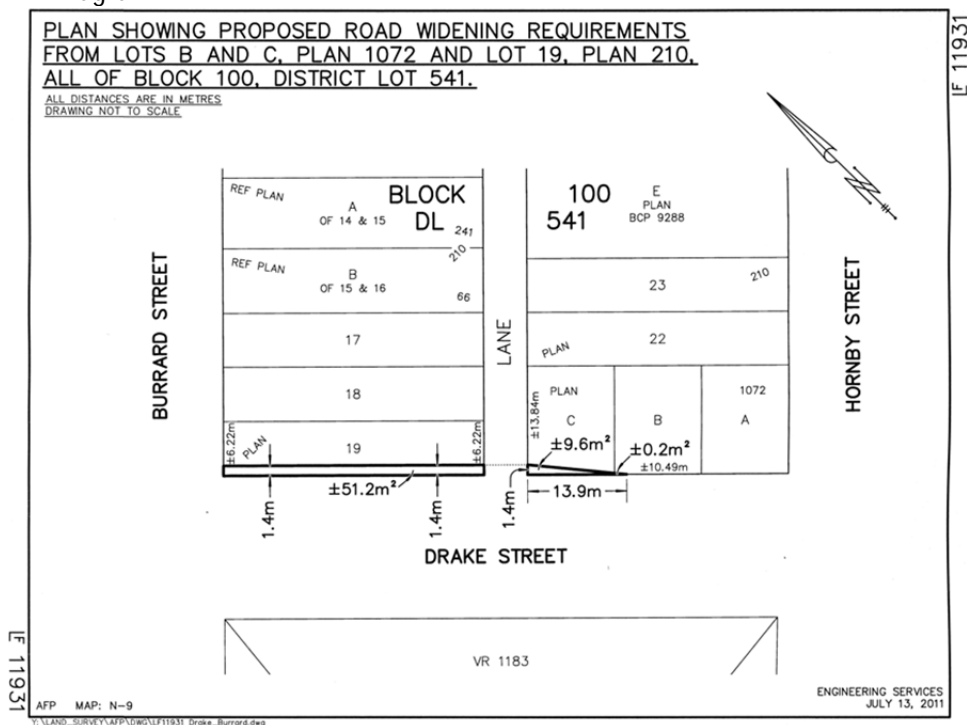 PLAN SHOWING PROPOSED ROAD WIDENING REQUIREMENTS
FROM LOTS B AND C, PLAN 1072 AND LOT 19, PLAN 210,
ALL OF BLOCK 100, DISTRICT LOT 541.
ALL DISTANCES ARE IN METRES
DRAWING NOT TO SCALE
LF 11931
REF PLAN
A
OF 14 & 15
BLOCK
DL
241
210
REF PLAN
B
OF 15 & 16
66
17
18
PLAN
19
±6.22m
±6.22m
±51.2m²
1.4m
1.4m
BURRARD STREET
LANE
100
541
E
PLAN
BCP 9288
23
210
22
PLAN
PLAN
C
B
1072
A
±13.84m
±9.6m²
±0.2m²
±10.49m
13.9m
1.4m
HORNBY STREET
DRAKE STREET
VR 1183
LF 11931
AFP MAP: N-9
ENGINEERING SERVICES
JULY 13, 2011
Y:\LAND_SURVEY\AFP\DWG\LF11931_Drake_Burrard.dwg